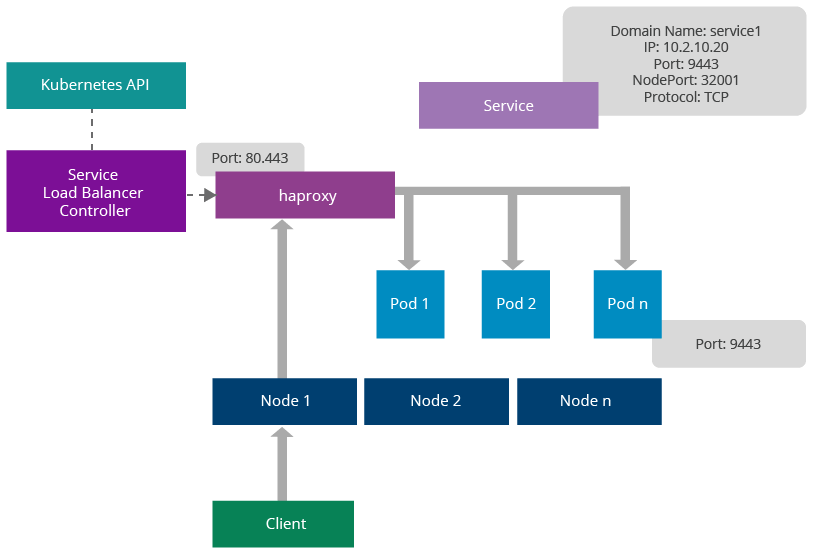 Domain Name: service1
IP: 10.2.10.20
Port: 9443
NodePort: 32001
Protocol: TCP
Kubernetes API
Service
Port: 80.443
Service
Load Balancer
Controller
haproxy
Pod 1
Pod 2
Pod n
Port: 9443
Node 1
Node 2
Node n
Client